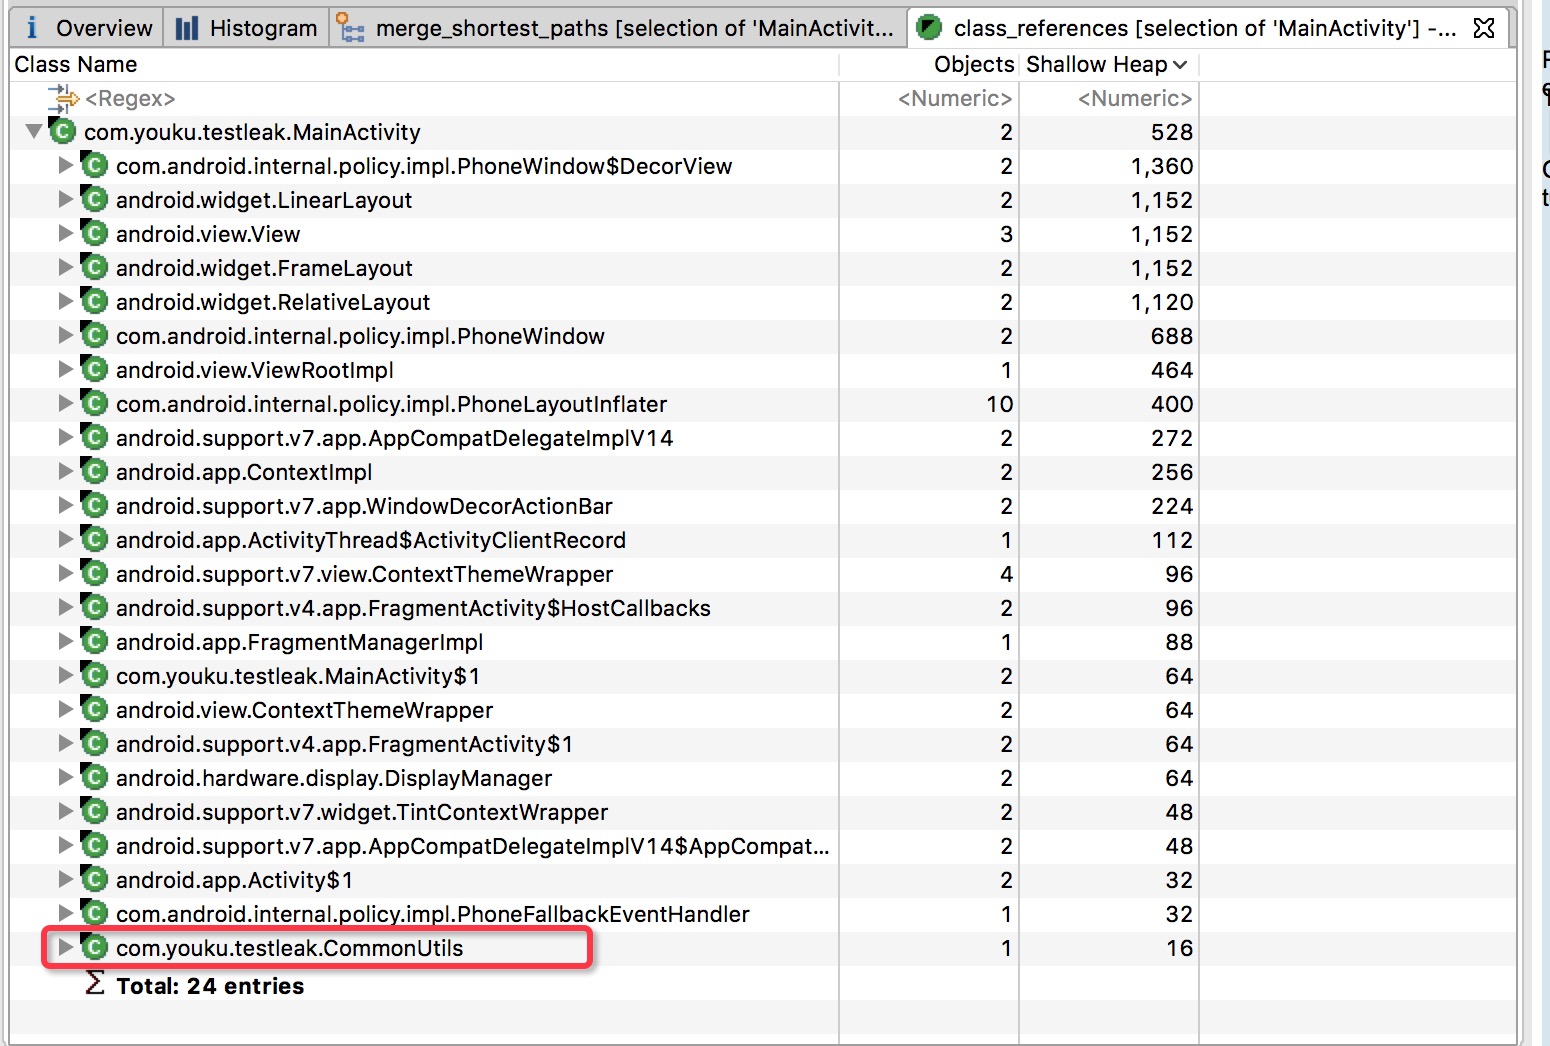 Overview Histogram merge_shortest_paths [selection of 'MainActivit... class_references [selection of 'MainActivity'] -...
Class Name Objects Shallow Heap
<Regex> <Numeric> <Numeric>
com.youku.testleak.MainActivity 2 528
com.android.internal.policy.impl.PhoneWindow$DecorView 2 1,360
android.widget.LinearLayout 2 1,152
android.view.View 3 1,152
android.widget.FrameLayout 2 1,152
android.widget.RelativeLayout 2 1,120
com.android.internal.policy.impl.PhoneWindow 2 688
android.view.ViewRootImpl 1 464
com.android.internal.policy.impl.PhoneLayoutInflater 10 400
android.support.v7.app.AppCompatDelegateImplV14 2 272
android.app.ContextImpl 2 256
android.support.v7.app.WindowDecorActionBar 2 224
android.app.ActivityThread$ActivityClientRecord 1 112
android.support.v7.view.ContextThemeWrapper 4 96
android.support.v4.app.FragmentActivity$HostCallbacks 2 96
android.app.FragmentManagerImpl 1 88
com.youku.testleak.MainActivity$1 2 64
android.view.ContextThemeWrapper 2 64
android.support.v4.app.FragmentActivity$1 2 64
android.hardware.display.DisplayManager 2 64
android.support.v7.widget.TintContextWrapper 2 48
android.support.v7.app.AppCompatDelegateImplV14$AppCompat... 2 48
android.app.Activity$1 2 32
com.android.internal.policy.impl.PhoneFallbackEventHandler 1 32
com.youku.testleak.CommonUtils 1 16
Total: 24 entries